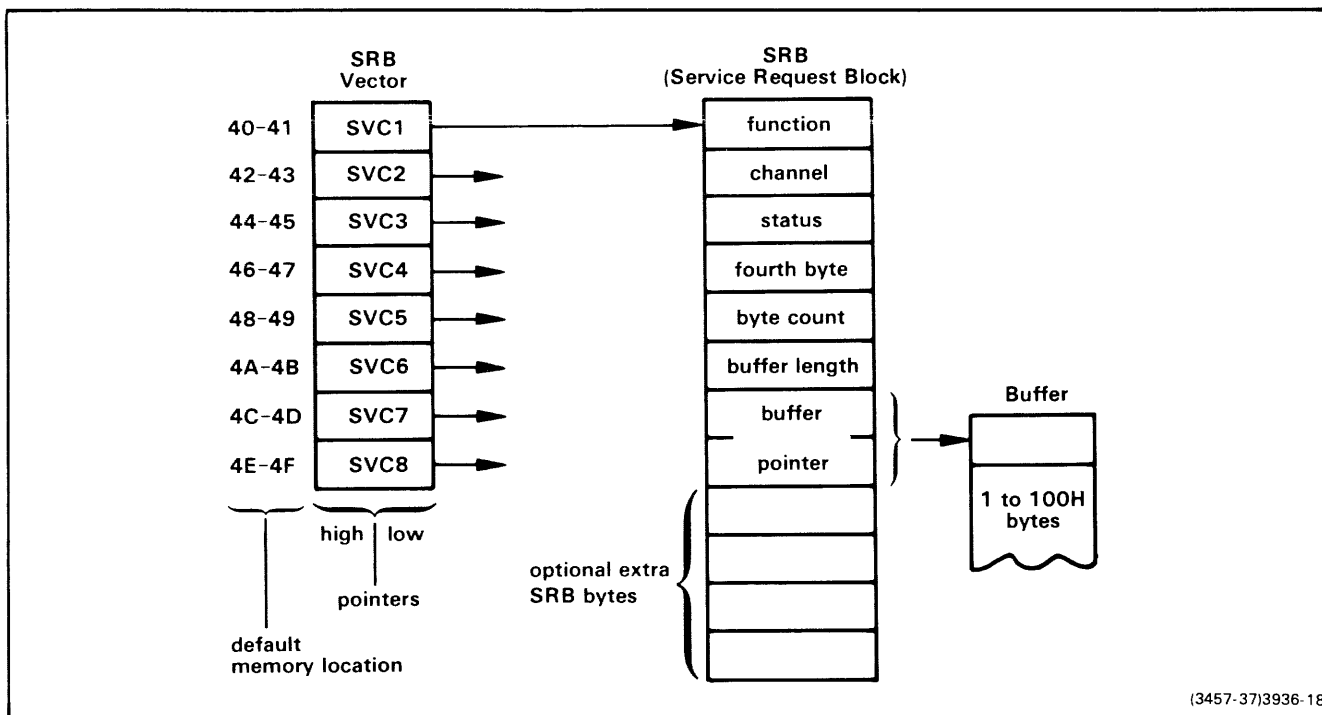 SRB
Vector
40-41 SVC1
42-43 SVC2
44-45 SVC3
46-47 SVC4
48-49 SVC5
4A-4B SVC6
4C-4D SVC7
4E-4F SVC8
high low
pointers
default
memory location
SRB
(Service Request Block)
function
channel
status
fourth byte
byte count
buffer length
buffer
pointer
optional extra
SRB bytes
Buffer
1 to 100H
bytes
(3457-37)3936-18